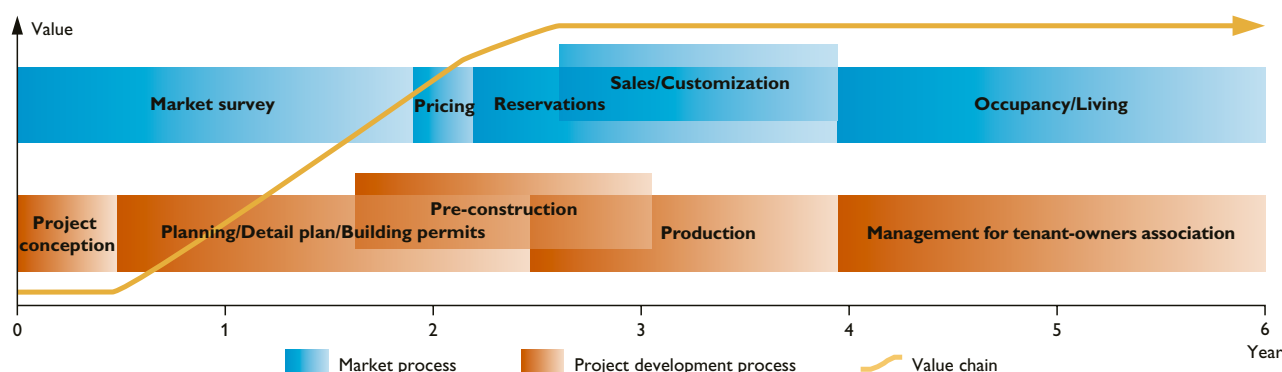 Value
Sales/Customization
Market survey
Pricing
Reservations
Occupancy/Living
Pre-construction
Project
conception
Planning/Detail plan/Building permits
Production
Management for tenant-owners association
0
1
2
3
4
5
6
Year
Market process
Project development process
Value chain